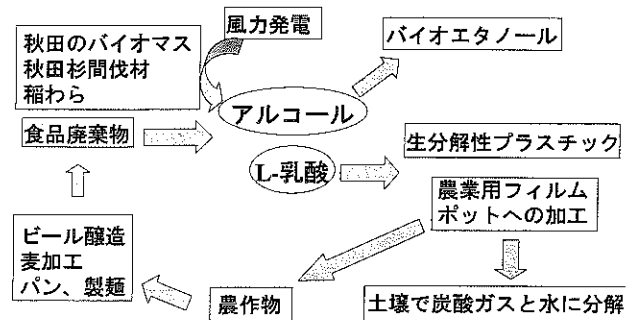 風力発電
秋田のバイオマス
秋田杉間伐材
稲わら
バイオエタノール
アルコール
食品廃棄物
生分解性プラスチック
L-乳酸
農業用フィルム
ポットへの加工
ビール醸造
麦加工
パン、製麺
農作物
土壌で炭酸ガスと水に分解